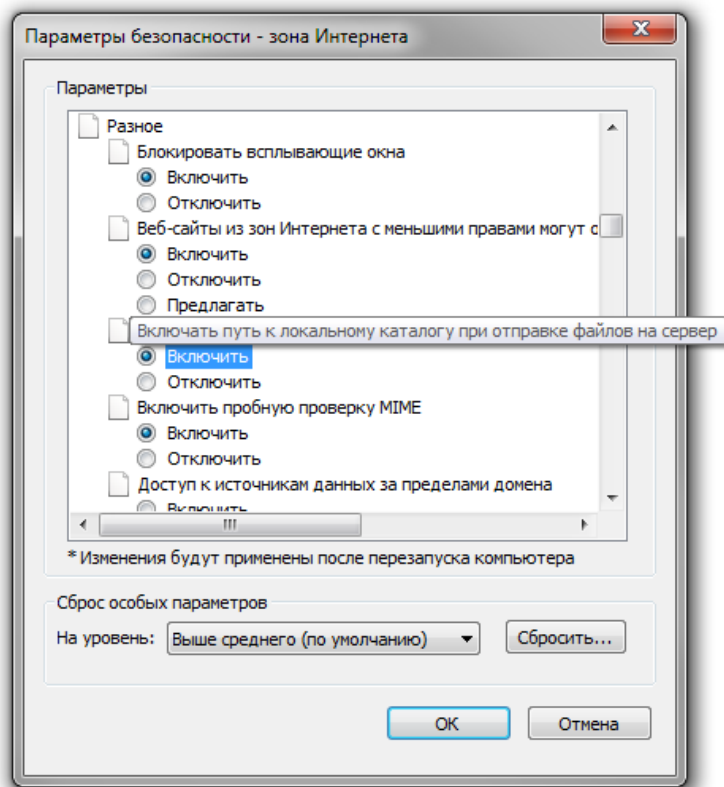 Параметры безопасности - зона Интернета
Параметры
Разное
Блокировать всплывающие окна
Включить
Отключить
Веб-сайты из зон Интернета с меньшими правами могут о
Включить
Отключить
Предлагать
Включать путь к локальному каталогу при отправке файлов на сервер
Включить
Отключить
Включить пробную проверку MIME
Включить
Отключить
Доступ к источникам данных за пределами домена
Включить
* Изменения будут применены после перезапуска компьютера
Сброс особых параметров
На уровень: Выше среднего (по умолчанию) Сбросить...
ОК Отмена